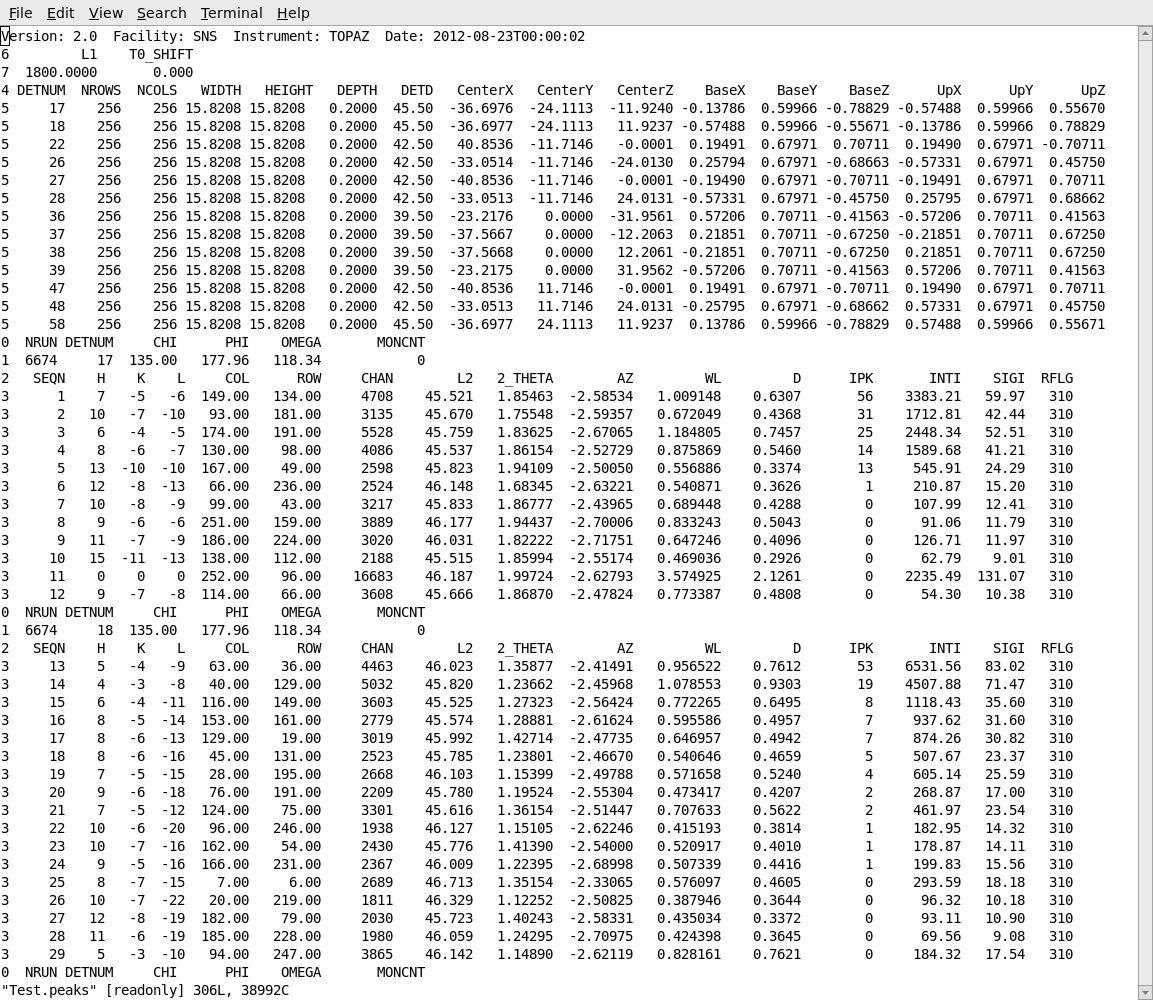 File Edit View Search Terminal Help
Version: 2.0  Facility: SNS  Instrument: TOPAZ  Date: 2012-08-23T00:00:02
6         L1    T0_SHIFT
7  1800.0000       0.000
4 DETNUM  NROWS  NCOLS   WIDTH   HEIGHT   DEPTH   DETD   CenterX   CenterY   CenterZ    BaseX    BaseY    BaseZ      UpX      UpY      UpZ
5     17    256    256 15.8208 15.8208   0.2000  45.50  -36.6976  -24.1113  -11.9240 -0.13786  0.59966 -0.78829 -0.57488  0.59966  0.55670
5     18    256    256 15.8208 15.8208   0.2000  45.50  -36.6977  -24.1113   11.9237 -0.57488  0.59966 -0.55671 -0.13786  0.59966  0.78829
5     22    256    256 15.8208 15.8208   0.2000  42.50   40.8536  -11.7146   -0.0001  0.19491  0.67971  0.70711  0.19490  0.67971 -0.70711
5     26    256    256 15.8208 15.8208   0.2000  42.50  -33.0514  -11.7146  -24.0130  0.25794  0.67971 -0.68663 -0.57331  0.67971  0.45750
5     27    256    256 15.8208 15.8208   0.2000  42.50  -40.8536  -11.7146   -0.0001 -0.19490  0.67971 -0.70711 -0.19491  0.67971  0.70711
5     28    256    256 15.8208 15.8208   0.2000  42.50  -33.0513  -11.7146   24.0131 -0.57331  0.67971 -0.45750  0.25795  0.67971  0.68662
5     36    256    256 15.8208 15.8208   0.2000  39.50  -23.2176    0.0000  -31.9561  0.57206  0.70711 -0.41563 -0.57206  0.70711  0.41563
5     37    256    256 15.8208 15.8208   0.2000  39.50  -37.5667    0.0000  -12.2063  0.21851  0.70711 -0.67250 -0.21851  0.70711  0.67250
5     38    256    256 15.8208 15.8208   0.2000  39.50  -37.5668    0.0000   12.2061 -0.21851  0.70711 -0.67250  0.21851  0.70711  0.67250
5     39    256    256 15.8208 15.8208   0.2000  39.50  -23.2175    0.0000   31.9562 -0.57206  0.70711 -0.41563  0.57206  0.70711  0.41563
5     47    256    256 15.8208 15.8208   0.2000  42.50  -40.8536   11.7146   -0.0001  0.19491  0.67971 -0.70711  0.19490  0.67971  0.70711
5     48    256    256 15.8208 15.8208   0.2000  42.50  -33.0513   11.7146   24.0131 -0.25795  0.67971 -0.68662  0.57331  0.67971  0.45750
5     58    256    256 15.8208 15.8208   0.2000  45.50  -36.6977   24.1113   11.9237  0.13786  0.59966 -0.78829  0.57488  0.59966  0.55671
0  NRUN DETNUM     CHI      PHI    OMEGA       MONCNT
1  6674     17  135.00   177.96   118.34            0
2   SEQN    H    K    L     COL      ROW     CHAN       L2   2_THETA        AZ         WL         D      IPK       INTI    SIGI  RFLG
3      1    7   -5   -6  149.00   134.00     4708    45.521   1.85463  -2.58534   1.009148    0.6307       56    3383.21   59.97   310
3      2   10   -7  -10   93.00   181.00     3135    45.670   1.75548  -2.59357   0.672049    0.4368       31    1712.81   42.44   310
3      3    6   -4   -5  174.00   191.00     5528    45.759   1.83625  -2.67065   1.184805    0.7457       25    2448.34   52.51   310
3      4    8   -6   -7  130.00    98.00     4086    45.537   1.86154  -2.52729   0.875869    0.5460       14    1589.68   41.21   310
3      5   13  -10  -10  167.00    49.00     2598    45.823   1.94109  -2.50050   0.556886    0.3374       13     545.91   24.29   310
3      6   12   -8  -13   66.00   236.00     2524    46.148   1.68345  -2.63221   0.540871    0.3626        1     210.87   15.20   310
3      7   10   -8   -9   99.00    43.00     3217    45.833   1.86777  -2.43965   0.689448    0.4288        0     107.99   12.41   310
3      8    9   -6   -6  251.00   159.00     3889    46.177   1.94437  -2.70006   0.833243    0.5043        0      91.06   11.79   310
3      9   11   -7   -9  186.00   224.00     3020    46.031   1.82222  -2.71751   0.647246    0.4096        0     126.71   11.97   310
3     10   15  -11  -13  138.00   112.00     2188    45.515   1.85994  -2.55174   0.469036    0.2926        0      62.79    9.01   310
3     11    0    0    0  252.00    96.00    16683    46.187   1.99724  -2.62793   3.574925    2.1261        0    2235.49  131.07   310
3     12    9   -7   -8  114.00    66.00     3608    45.666   1.86870  -2.47824   0.773387    0.4808        0      54.30   10.38   310
0  NRUN DETNUM     CHI      PHI    OMEGA       MONCNT
1  6674     18  135.00   177.96   118.34            0
2   SEQN    H    K    L     COL      ROW     CHAN       L2   2_THETA        AZ         WL         D      IPK       INTI    SIGI  RFLG
3     13    5   -4   -9   63.00    36.00     4463    46.023   1.35877  -2.41491   0.956522    0.7612       53    6531.56   83.02   310
3     14    4   -3   -8   40.00   129.00     5032    45.820   1.23662  -2.45968   1.078553    0.9303       19    4507.88   71.47   310
3     15    6   -4  -11  116.00   149.00     3603    45.525   1.27323  -2.56424   0.772265    0.6495        8    1118.43   35.60   310
3     16    8   -5  -14  153.00   161.00     2779    45.574   1.28881  -2.61624   0.595586    0.4957        7     937.62   31.60   310
3     17    8   -6  -13  129.00    19.00     3019    45.992   1.42714  -2.47735   0.646957    0.4942        7     874.26   30.82   310
3     18    8   -6  -16   45.00   131.00     2523    45.785   1.23801  -2.46670   0.540646    0.4659        5     507.67   23.37   310
3     19    7   -5  -15   28.00   195.00     2668    46.103   1.15399  -2.49788   0.571658    0.5240        4     605.14   25.59   310
3     20    9   -6  -18   76.00   191.00     2209    45.780   1.19524  -2.55304   0.473417    0.4207        2     268.87   17.00   310
3     21    7   -5  -12  124.00    75.00     3301    45.616   1.36154  -2.51447   0.707633    0.5622        2     461.97   23.54   310
3     22   10   -6  -20   96.00   246.00     1938    46.127   1.15105  -2.62246   0.415193    0.3814        1     182.95   14.32   310
3     23   10   -7  -16  162.00    54.00     2430    45.776   1.41390  -2.54000   0.520917    0.4010        1     178.87   14.11   310
3     24    9   -5  -16  166.00   231.00     2367    46.009   1.22395  -2.68998   0.507339    0.4416        1     199.83   15.56   310
3     25    8   -7  -15    7.00     6.00     2689    46.713   1.35154  -2.33065   0.576097    0.4605        0     293.59   18.18   310
3     26   10   -7  -22   20.00   219.00     1811    46.329   1.12252  -2.50825   0.387946    0.3644        0      96.32   10.18   310
3     27   12   -8  -19  182.00    79.00     2030    45.723   1.40243  -2.58331   0.435034    0.3372        0      93.11   10.90   310
3     28   11   -6  -19  185.00   228.00     1980    46.059   1.24295  -2.70975   0.424398    0.3645        0      69.56    9.08   310
3     29    5   -3  -10   94.00   247.00     3865    46.142   1.14890  -2.62119   0.828161    0.7621        0     184.32   17.54   310
0  NRUN DETNUM     CHI      PHI    OMEGA       MONCNT
"Test.peaks" [readonly] 306L, 38992C